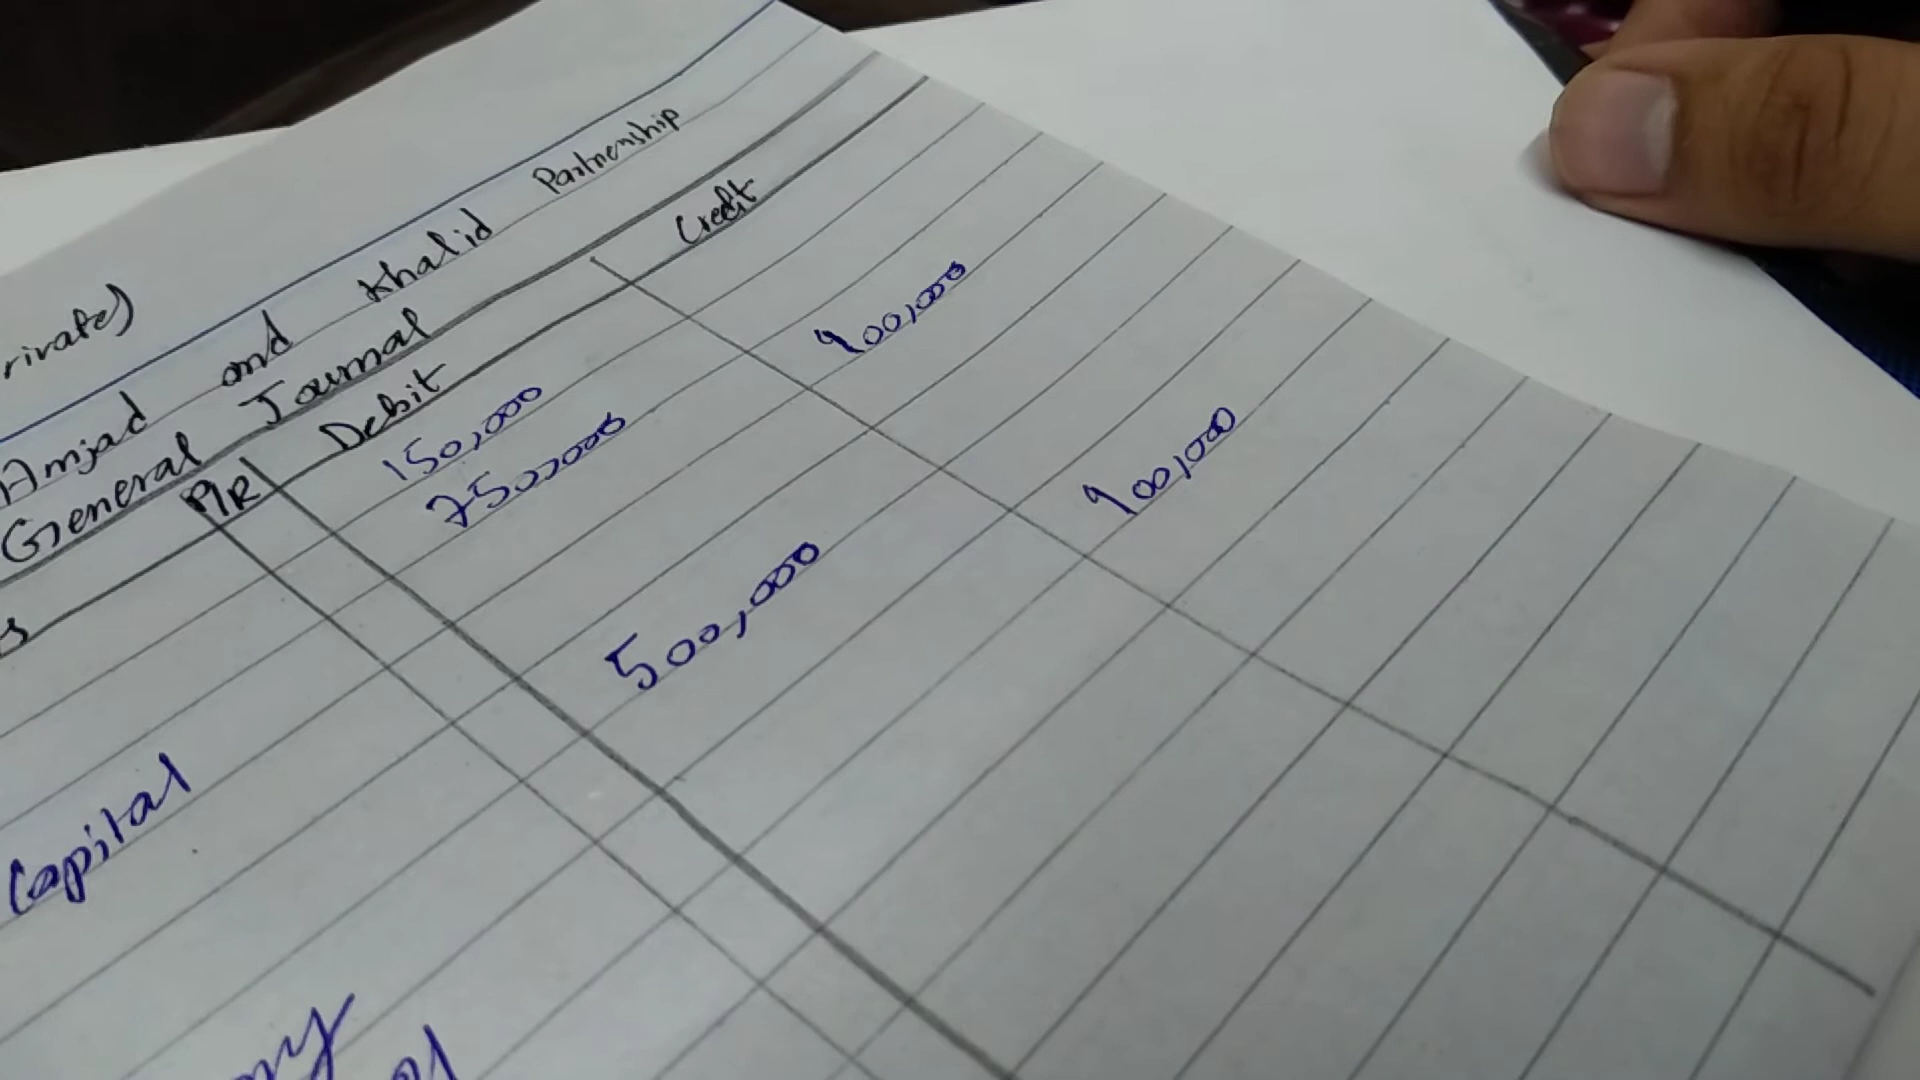 rivate)
Amjad and Khalid Partnership
General Journal
P/R Debit Credit
150,000
750,000
900,000
Capital
500,000
900,000